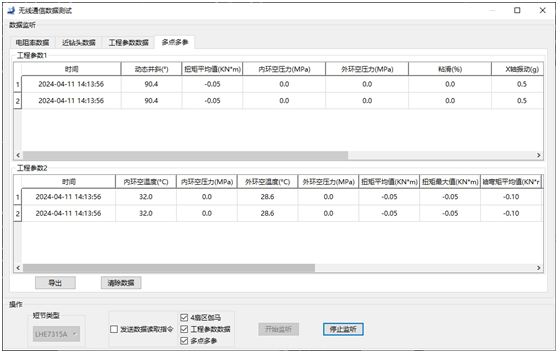 无线通信数据测试
数据监听
电阻率数据 近钻头数据 工程参数数据 多点多参
工程参数1
时间 动态井斜(°) 扭矩平均值(KN*m) 内环空压力(MPa) 外环空压力(MPa) 粘滑(%) X轴振动(g)
1 2024-04-11 14:13:56 90.4 -0.05 0.0 0.0 0.0 0.5
2 2024-04-11 14:13:56 90.4 -0.05 0.0 0.0 0.0 0.5
工程参数2
时间 内环空温度(°C) 内环空压力(MPa) 外环空温度(°C) 外环空压力(MPa) 扭矩平均值(KN*m) 扭矩最大值(KN*m) 弯矩平均值(KN*r
1 2024-04-11 14:13:56 32.0 0.0 28.6 0.0 -0.05 -0.05 -0.10
2 2024-04-11 14:13:56 32.0 0.0 28.6 0.0 -0.05 -0.05 -0.10
导出 清除数据
操作
短节类型
LHE7315A
发送数据读取指令
4扇区伽马
工程参数数据
多点多参
开始监听 停止监听